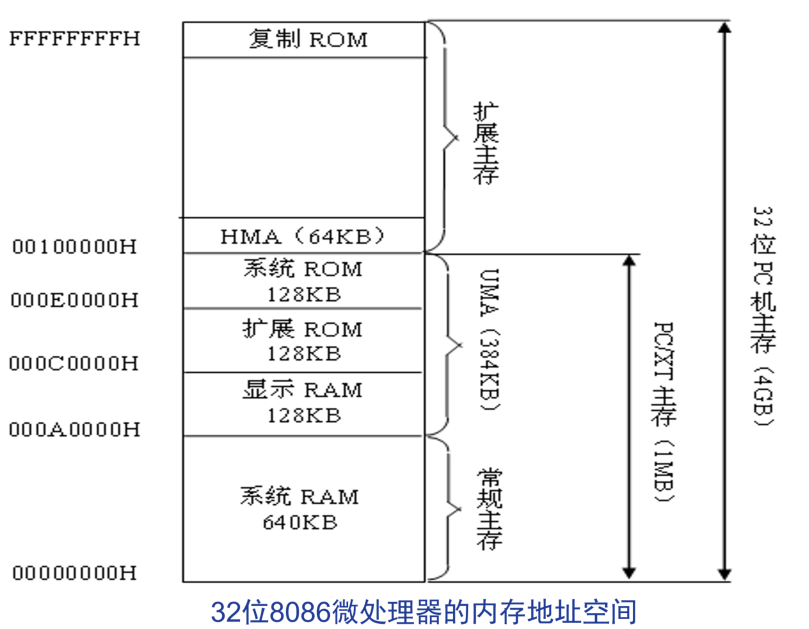 FFFFFFFFH
复制 ROM
扩展主存
HMA（64KB）
00100000H
系统 ROM
128KB
000E0000H
扩展 ROM
128KB
000C0000H
显示 RAM
128KB
000A0000H
UMA（384KB）
系统 RAM
640KB
常规主存
00000000H
PC/XT 主存（1MB）
32 位 PC 机主存（4GB）
32位8086微处理器的内存地址空间